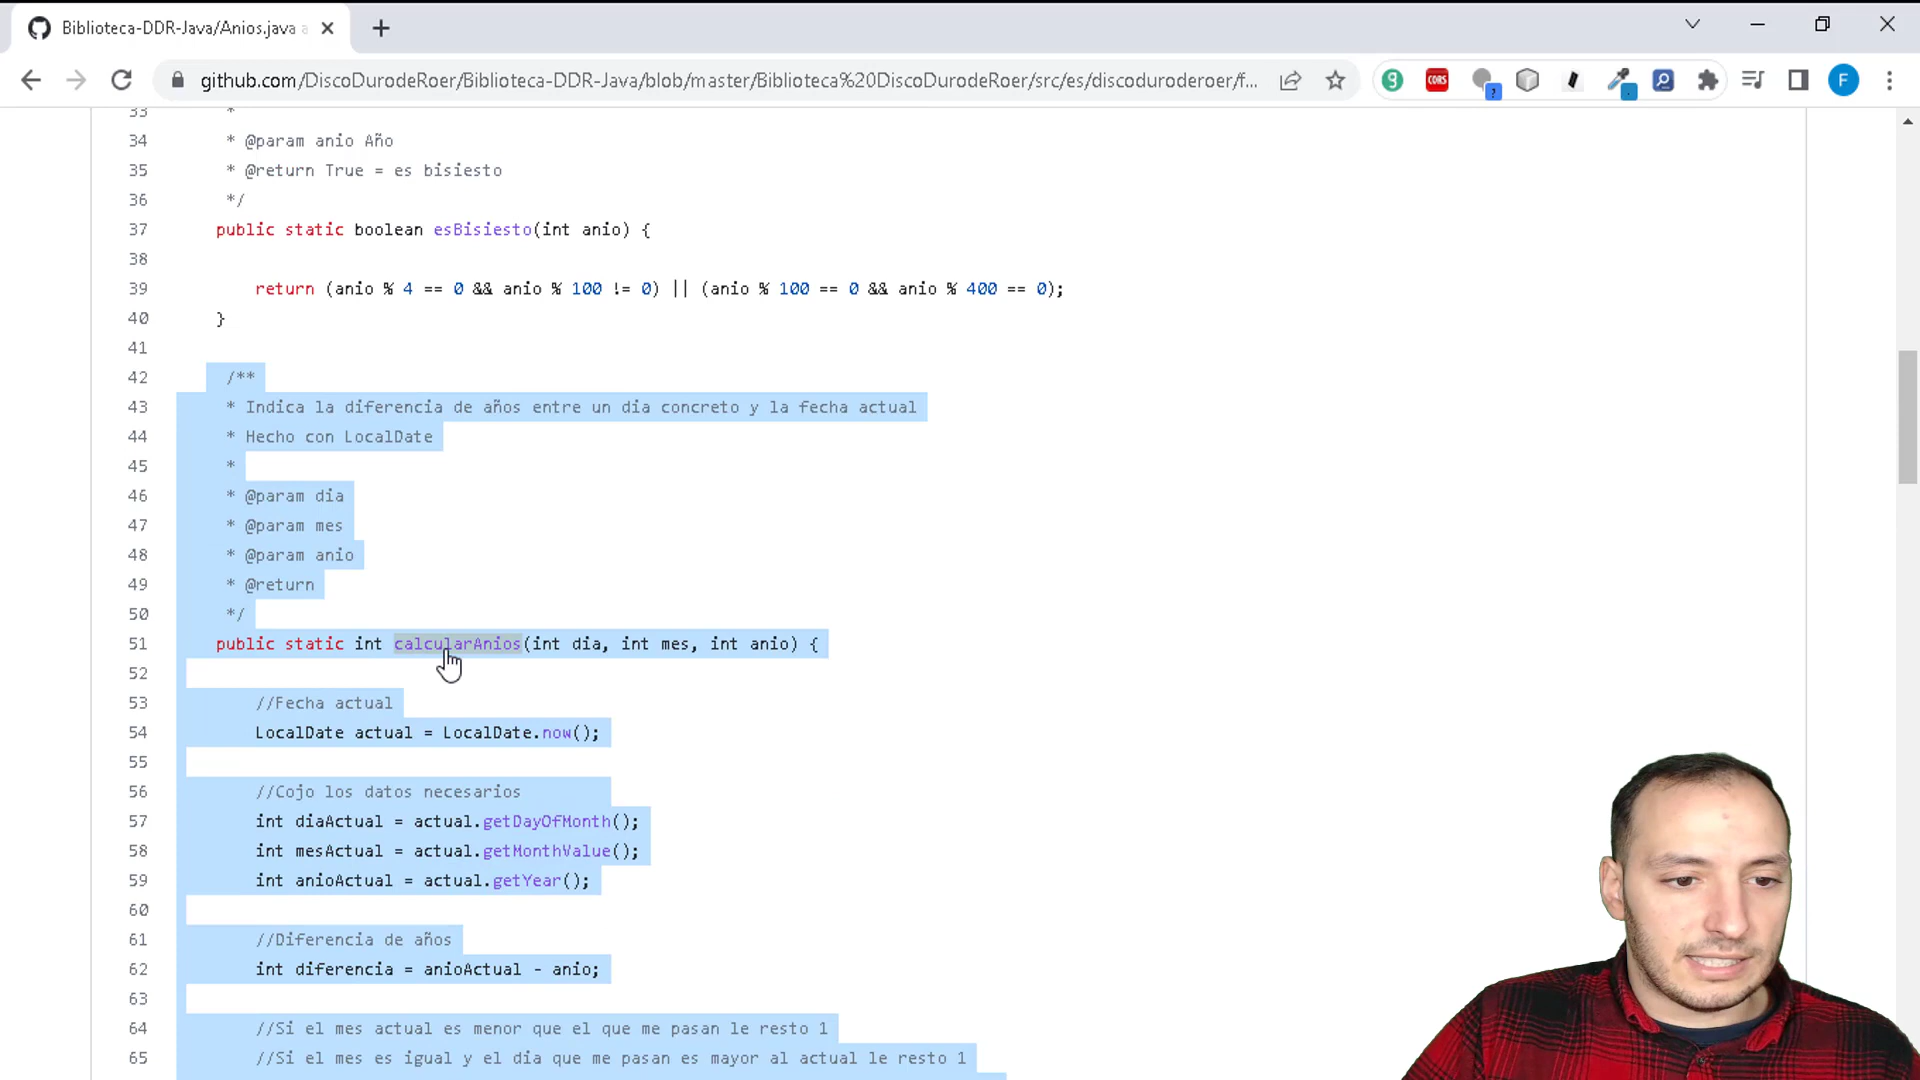 Biblioteca-DDR-Java/Anios.java a
github.com/DiscoDurodeRoer/Biblioteca-DDR-Java/blob/master/Biblioteca%20DiscoDurodeRoer/src/es/discoduroderoer/f...
CORS
?
F
33 *
34 * @param anio Año
35 * @return True = es bisiesto
36 */
37 public static boolean esBisiesto(int anio) {
38
39 return (anio % 4 == 0 && anio % 100 != 0) || (anio % 100 == 0 && anio % 400 == 0);
40 }
41
42 /**
43 * Indica la diferencia de años entre un dia concreto y la fecha actual
44 * Hecho con LocalDate
45 *
46 * @param dia
47 * @param mes
48 * @param anio
49 * @return
50 */
51 public static int calcularAnios(int dia, int mes, int anio) {
52
53 //Fecha actual
54 LocalDate actual = LocalDate.now();
55
56 //Cojo los datos necesarios
57 int diaActual = actual.getDayOfMonth();
58 int mesActual = actual.getMonthValue();
59 int anioActual = actual.getYear();
60
61 //Diferencia de años
62 int diferencia = anioActual - anio;
63
64 //Si el mes actual es menor que el que me pasan le resto 1
65 //Si el mes es igual y el dia que me pasan es mayor al actual le resto 1